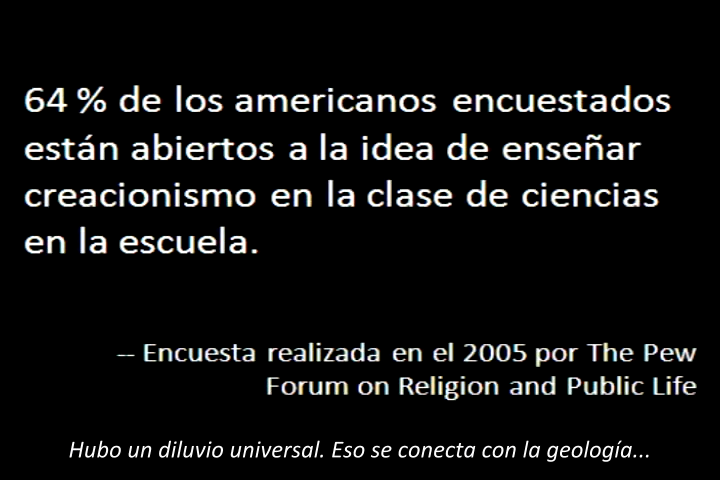 64 % de los americanos encuestados
están abiertos a la idea de enseñar
creacionismo en la clase de ciencias
en la escuela.
-- Encuesta realizada en el 2005 por The Pew
Forum on Religion and Public Life
Hubo un diluvio universal. Eso se conecta con la geología...